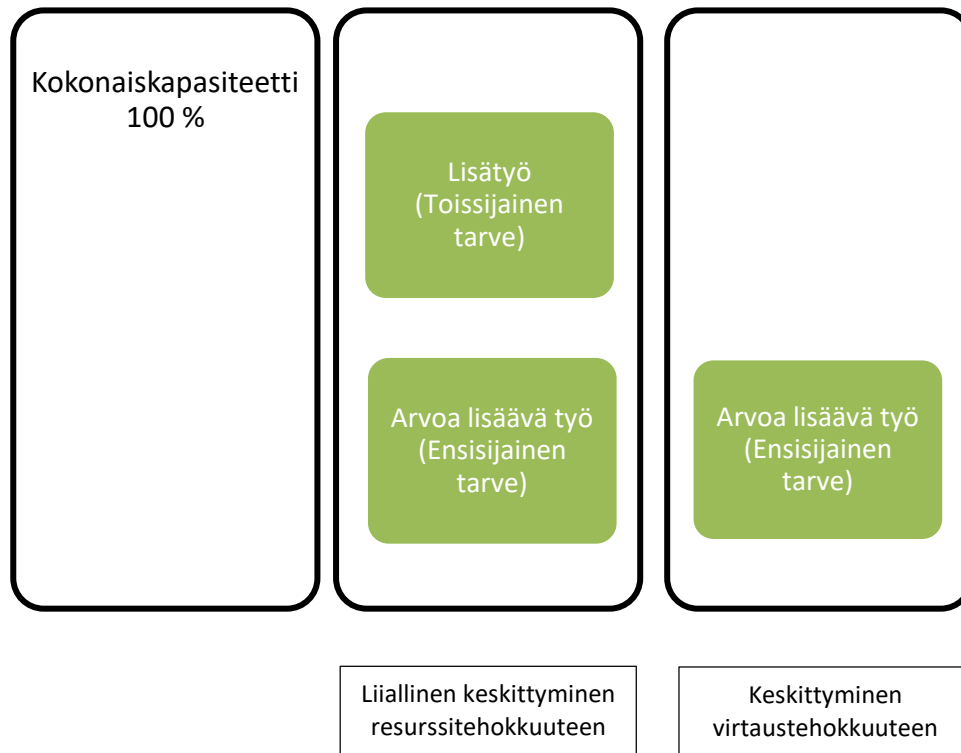 Kokonaiskapasiteetti
100 %
Lisätyö
(Toissijainen
tarve)
Arvoa lisäävä työ
(Ensisijainen
tarve)
Arvoa lisäävä työ
(Ensisijainen
tarve)
Liiallinen keskittyminen
resurssitehokkuuteen
Keskittyminen
virtaustehokkuuteen